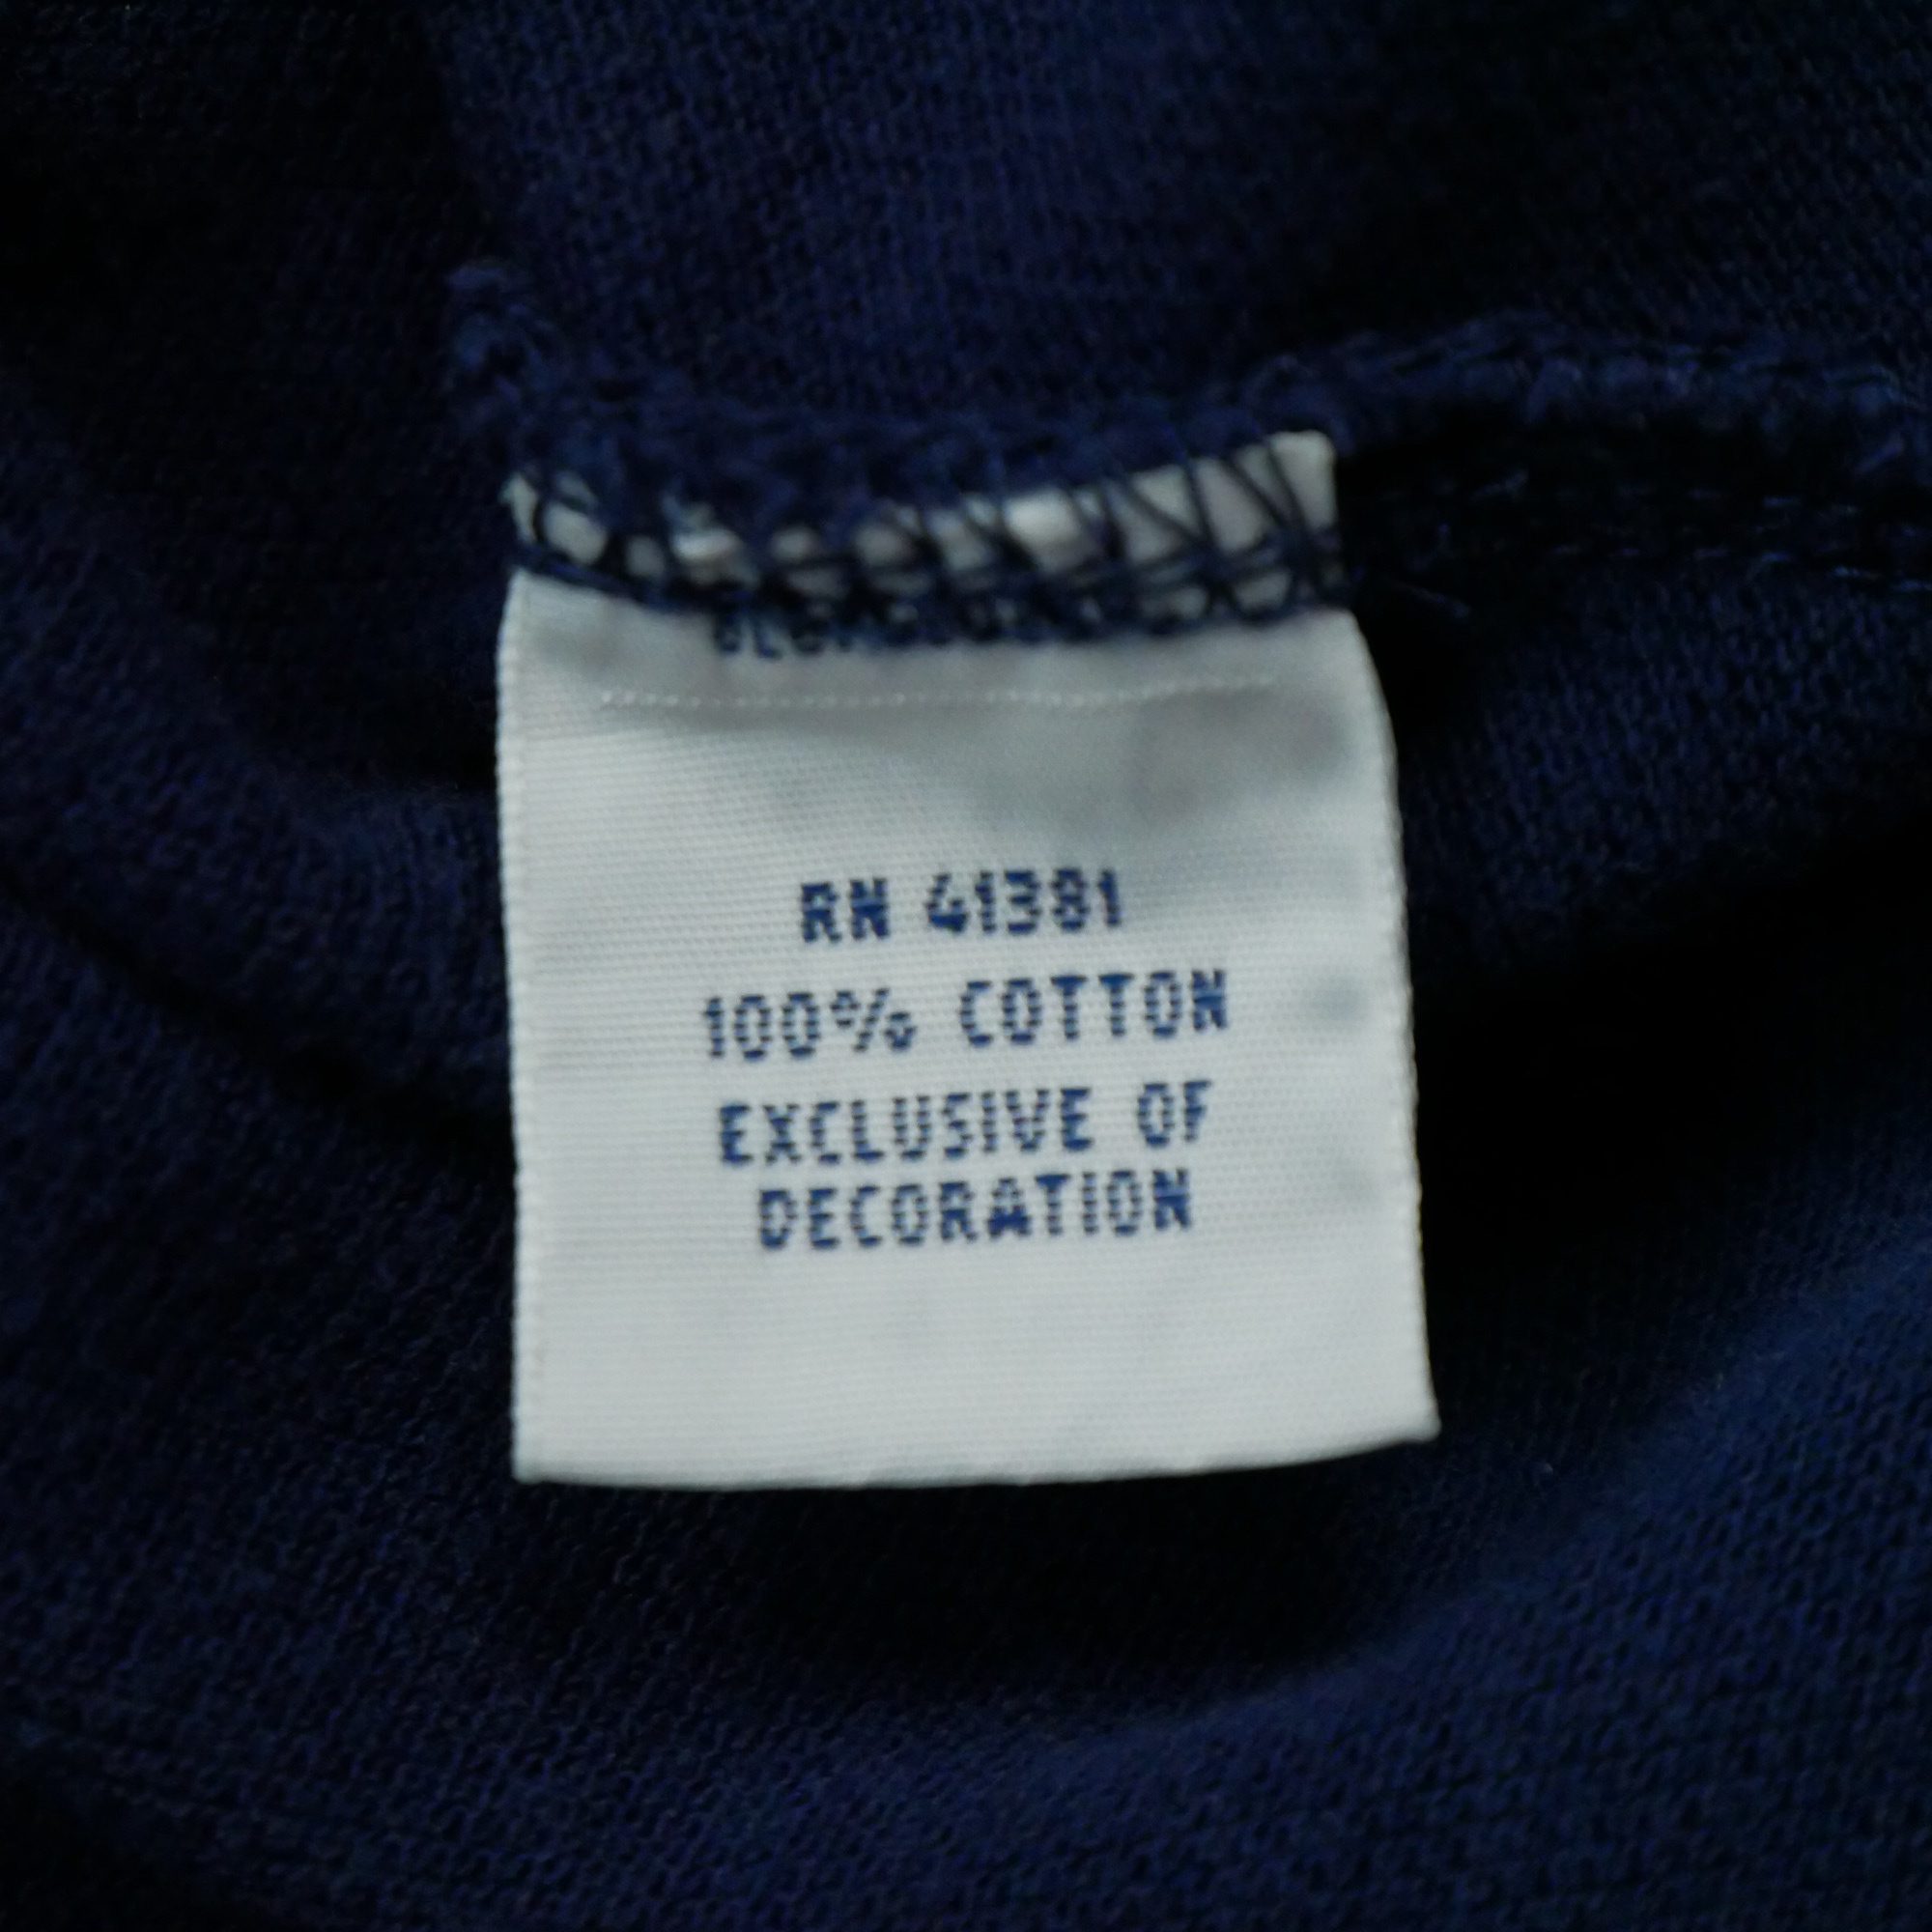 RN 41381
100% COTTON
EXCLUSIVE OF
DECORATION